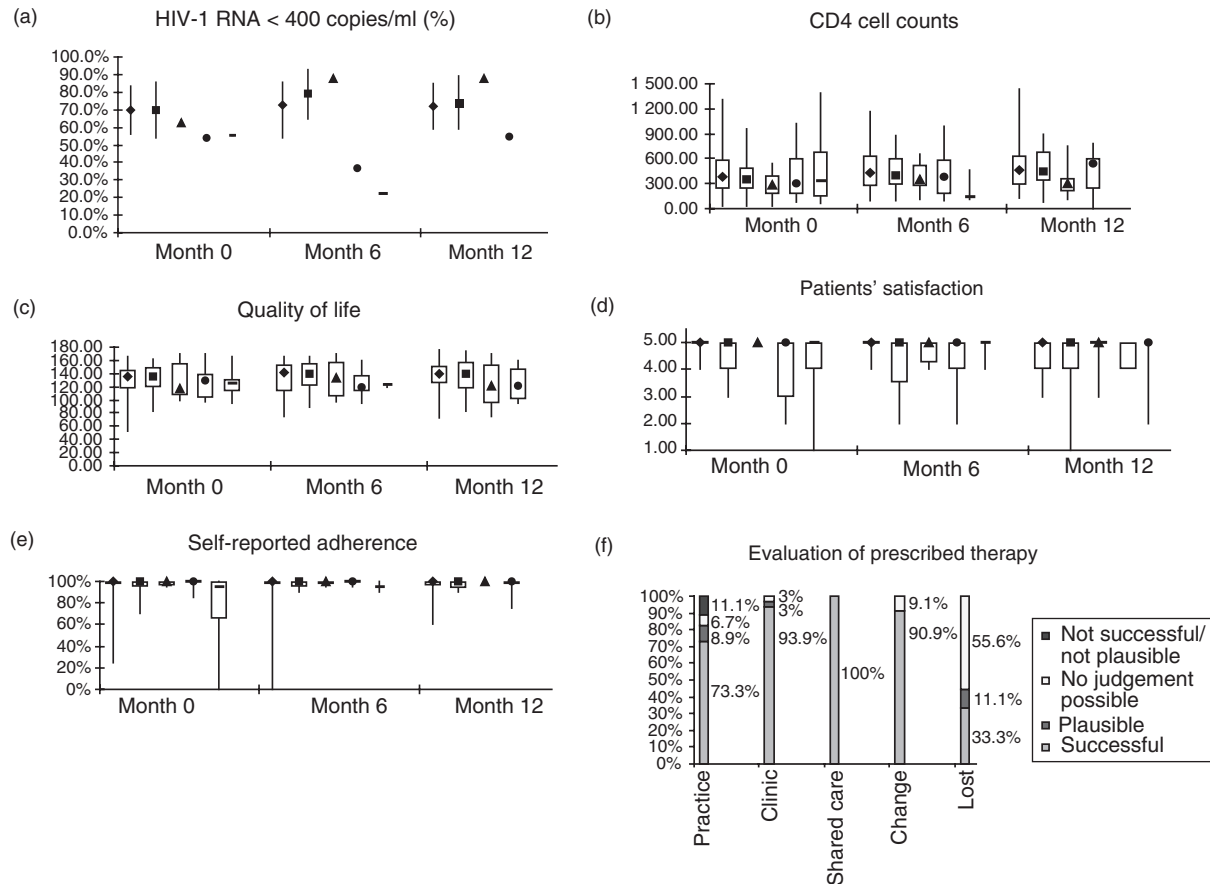 (a)
HIV-1 RNA < 400 copies/ml (%)
100.0%
90.0%
80.0%
70.0%
60.0%
50.0%
40.0%
30.0%
20.0%
10.0%
0.0%
Month 0
Month 6
Month 12
(b)
CD4 cell counts
1 500.00
1200.00
900.00
600.00
300.00
0.00
Month 0
Month 6
Month 12
(c)
Quality of life
180.00
160.00
140.00
120.00
100.00
80.00
60.00
40.00
20.00
0.00
Month 0
Month 6
Month 12
(d)
Patients' satisfaction
5.00
4.00
3.00
2.00
1.00
Month 0
Month 6
Month 12
(e)
Self-reported adherence
100%
80%
60%
40%
20%
0%
Month 0
Month 6
Month 12
(f)
Evaluation of prescribed therapy
100%
90%
80%
70%
60%
50%
40%
30%
20%
10%
0%
11.1%
6.7%
8.9%
73.3%
3%
3%
93.9%
100%
9.1%
90.9%
55.6%
11.1%
33.3%
Practice
Clinic
Shared care
Change
Lost
Not successful/
not plausible
No judgement
possible
Plausible
Successful